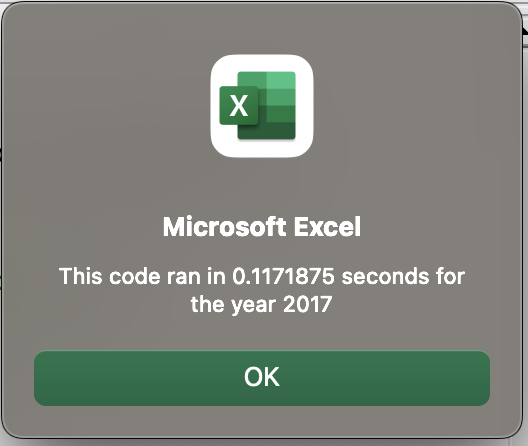 X
Microsoft Excel
This code ran in 0.1171875 seconds for
the year 2017
OK